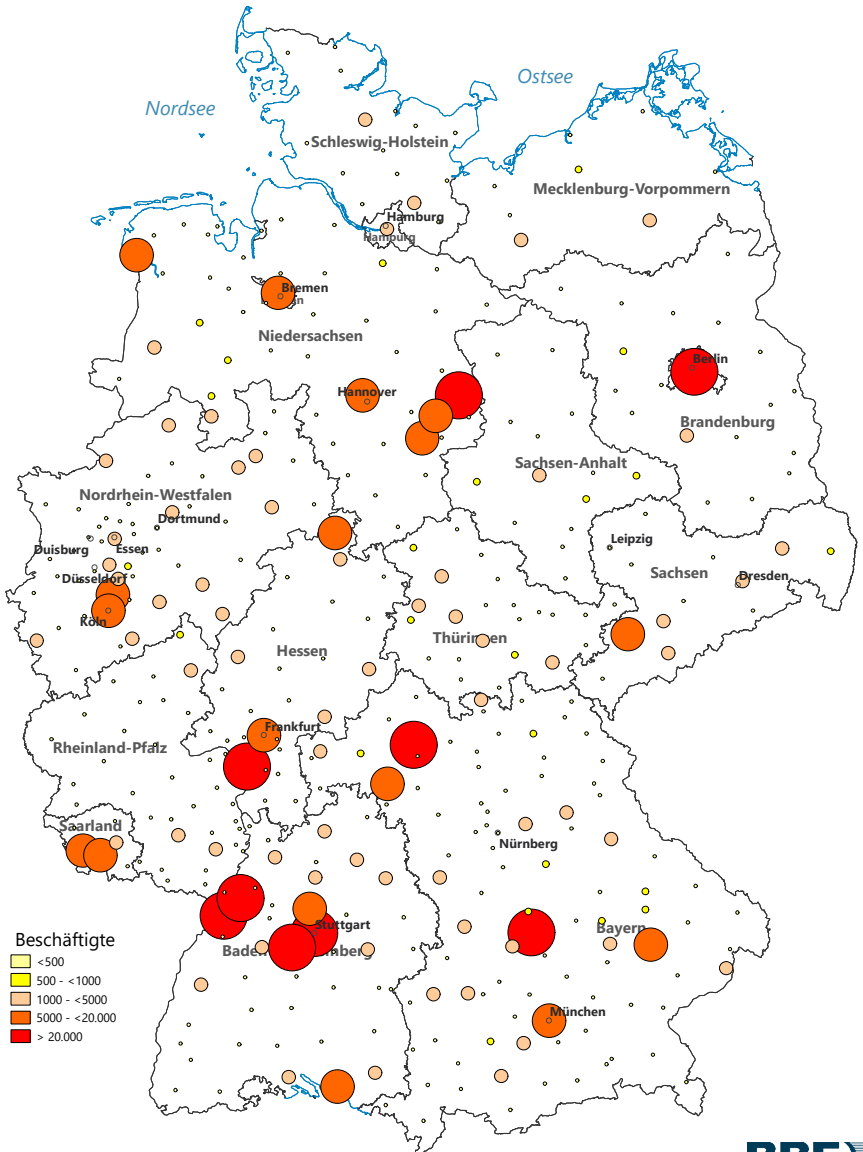 Ostsee
Nordsee
Schleswig-Holstein
Mecklenburg-Vorpommern
Hamburg
Hamburg
Bremen
Niedersachsen
Berlin
Hannover
Brandenburg
Sachsen-Anhalt
Nordrhein-Westfalen
Dortmund
Duisburg
Essen
Leipzig
Düsseldorf
Sachsen
Dresden
Köln
Hessen
Thüringen
Frankfurt
Rheinland-Pfalz
Saarland
Nürnberg
Stuttgart
Bayern
München
Beschäftigte
<500
500 - <1000
1000 - <5000
5000 - <20.000
> 20.000